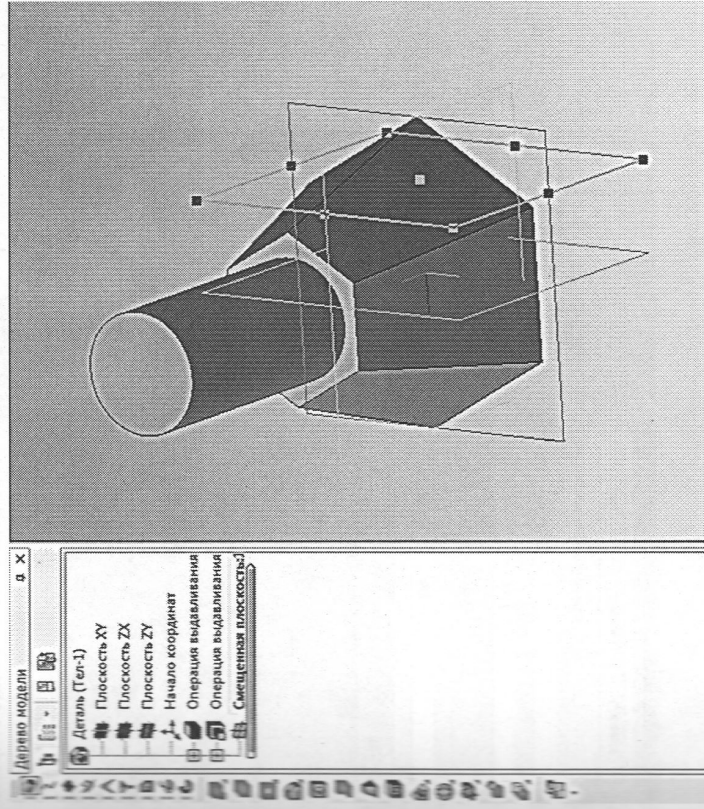 Дерево модели
Деталь (Тел-1)
Плоскость XY
Плоскость ZX
Плоскость ZY
Начало координат
Операция выдавливания
Операция выдавливания
Смещенная плоскость: